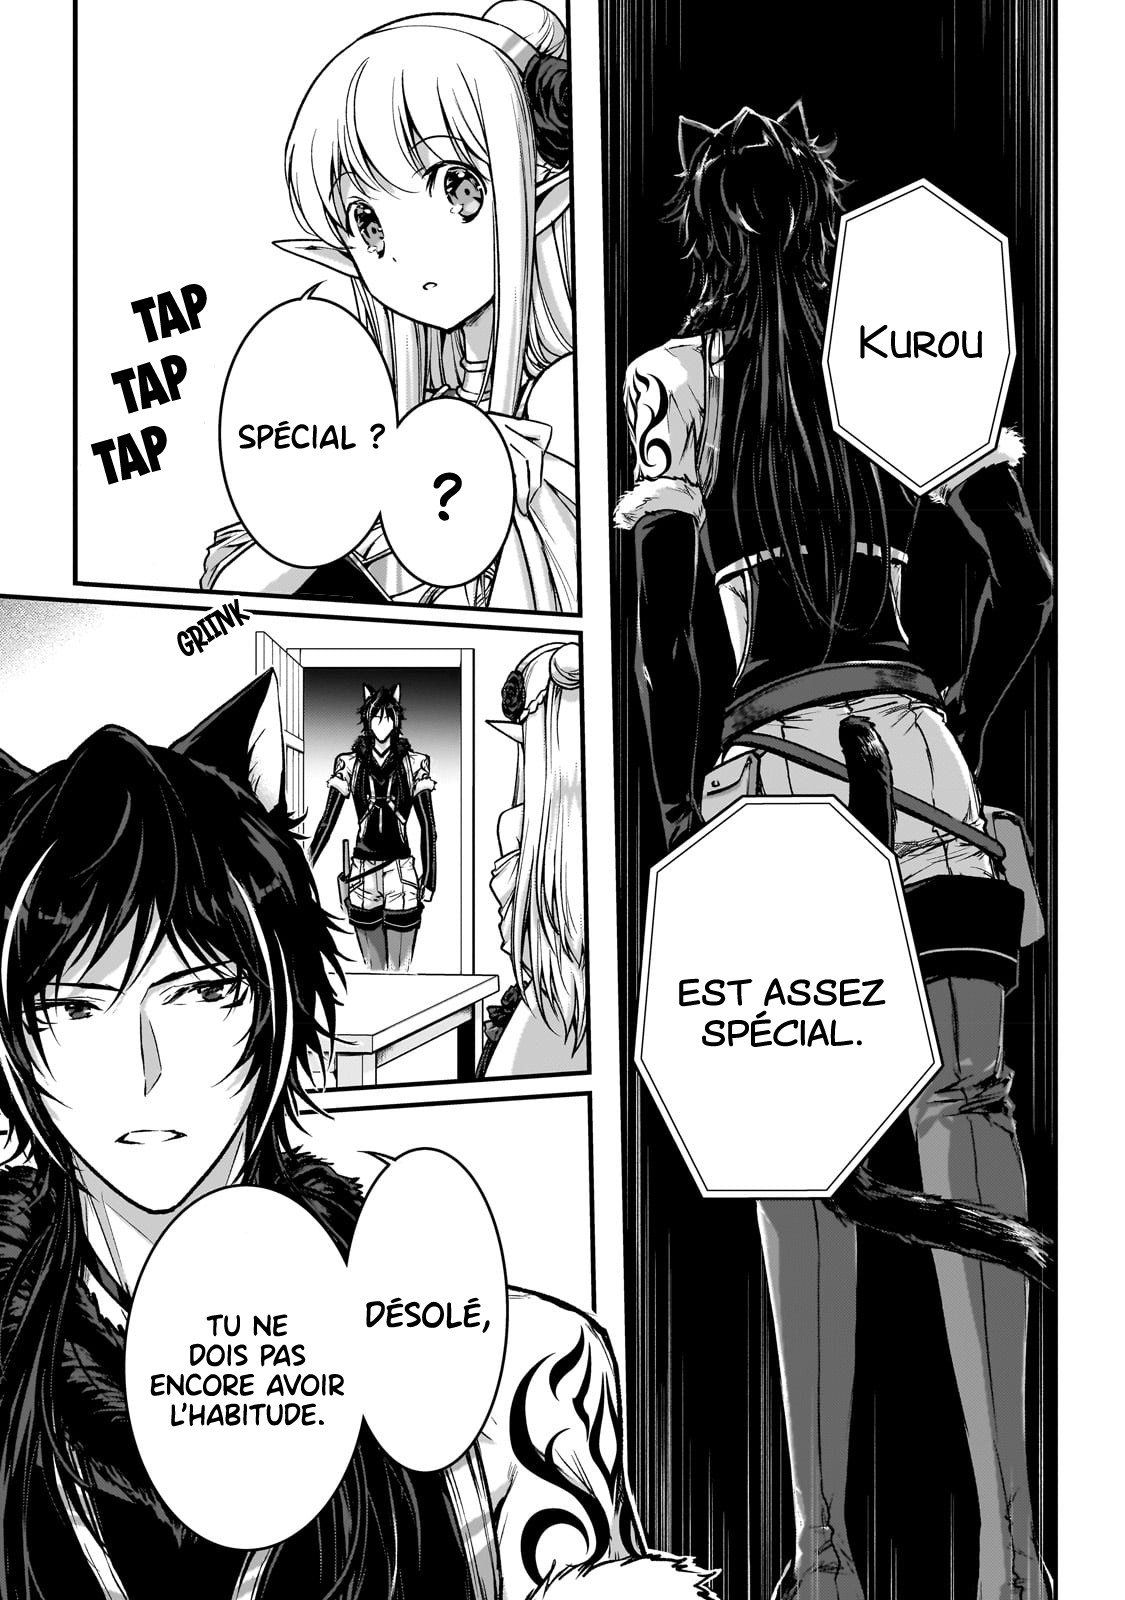 Kurou
EST ASSEZ
SPÉCIAL.
SPÉCIAL ?
?
TAP
TAP
TAP
GRIINK
DÉSOLÉ,
TU NE
DOIS PAS
ENCORE AVOIR
L'HABITUDE.